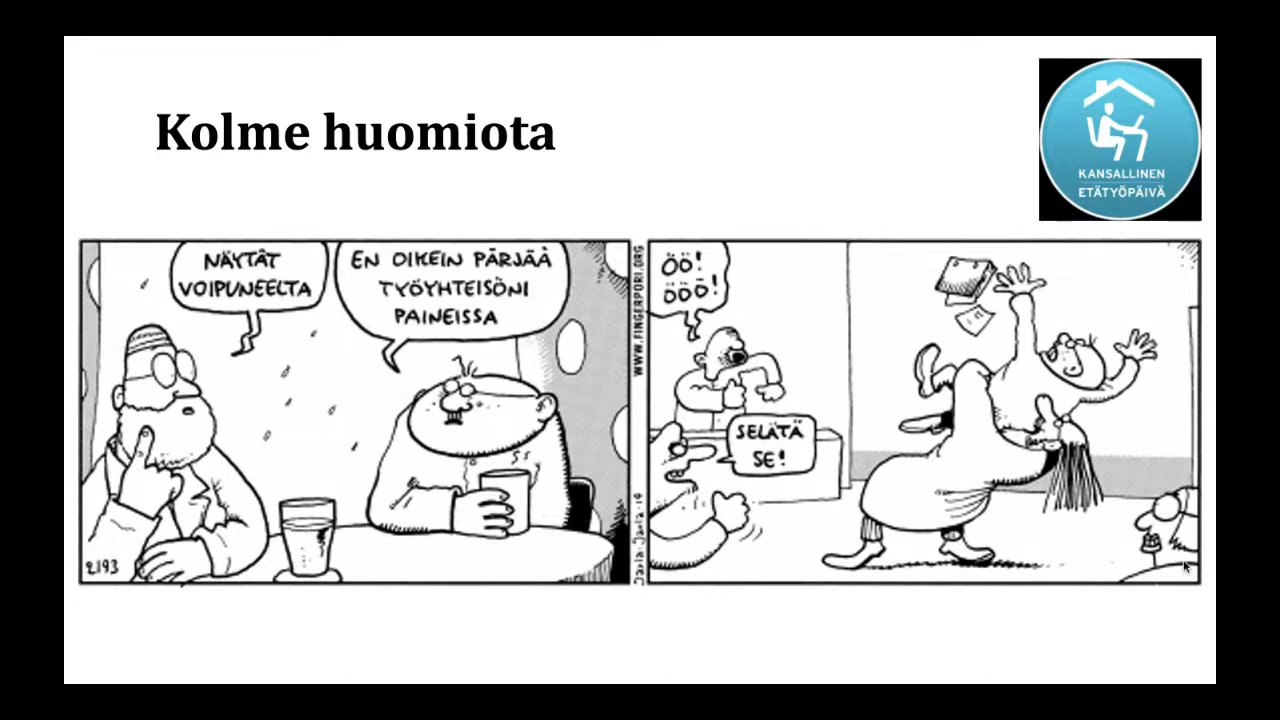 Kolme huomiota
KANSALLINEN
ETÄTYÖPÄIVÄ
NÄYTÄT
VOIPUNEELTA
EN OIKEIN PÄRJÄÄ
TYÖYHTEISÖNI
PAINEISSA
2193
WWW.FINGERPORI.ORG
ÖÖ!
ÖÖÖ!
SELÄTÄ
SE!